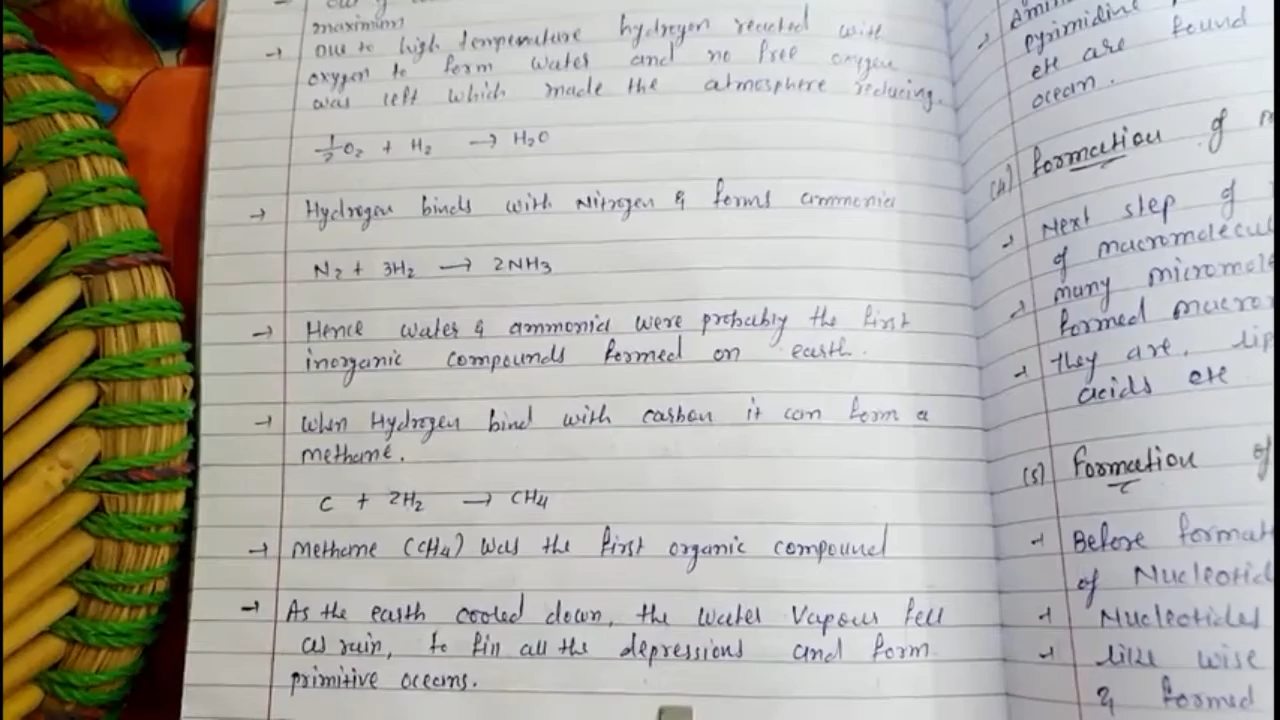 maximum
→ Due to high temperature hydrogen reacted with
oxygen to form water and no free oxygen
was left which made the atmosphere reducing.
1/2 O₂ + H₂ → H₂O
→ Hydrogen binds with Nitrogen & forms ammonia
N₂ + 3H₂ → 2NH₃
→ Hence water & ammonia were probably the first
inorganic compounds formed on earth.
→ When Hydrogen bind with carbon it can form a
methane.
C + 2H₂ → CH₄
→ Methane (CH₄) was the first organic compound
→ As the earth cooled down, the water vapour fell
as rain, to fill all the depressions and form
primitive oceans.
pyrimidine
etc are found
ocean.
(4) Formation of
→ Next step of
of macromolecul
→ many micromole
formed macro
→ they are, lip
acids etc
(5) Formation of
→ Before format
of Nucleotid
→ Nucleotides
→ like wise
& formed